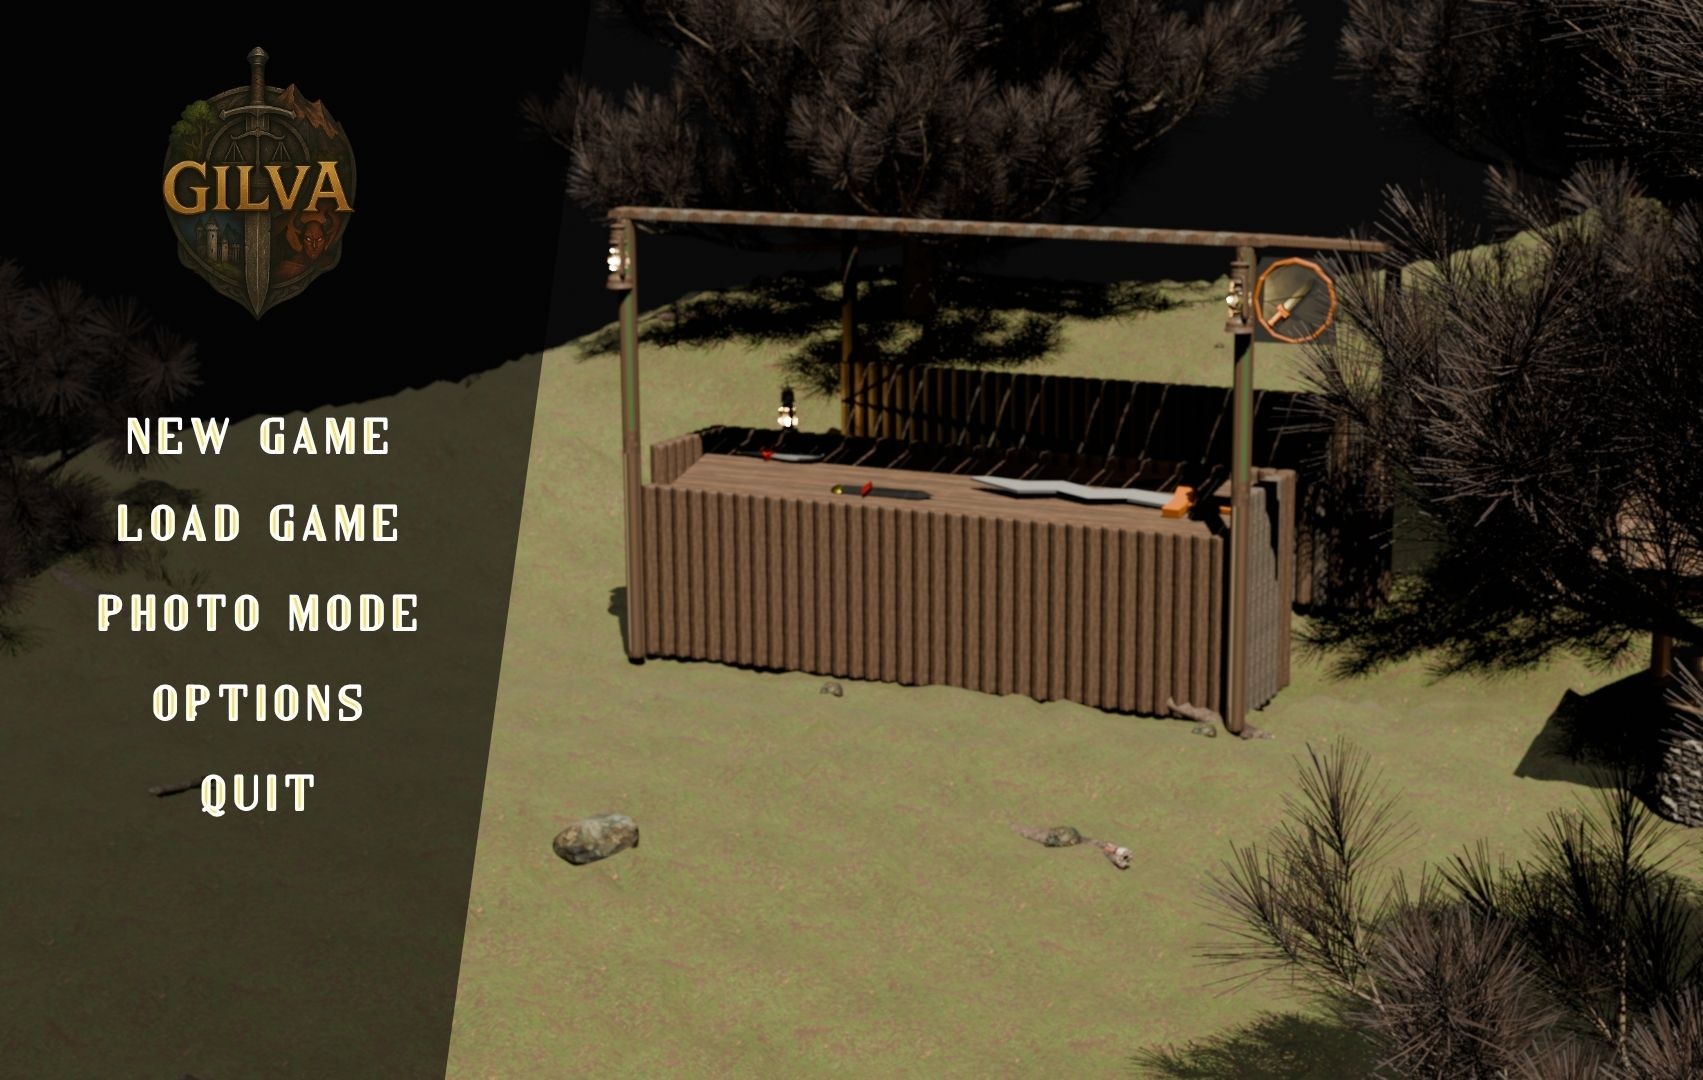 GILVA
NEW GAME
LOAD GAME
PHOTO MODE
OPTIONS
QUIT